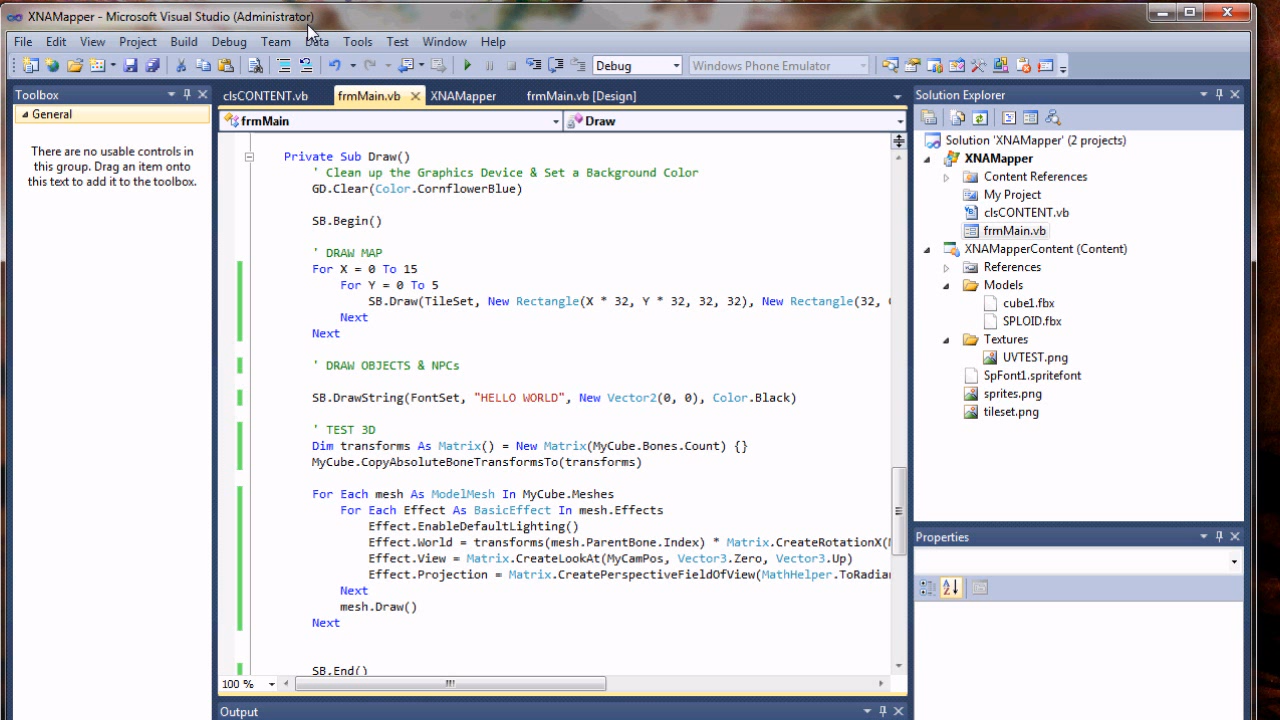 XNAMapper - Microsoft Visual Studio (Administrator)
File Edit View Project Build Debug Team Data Tools Test Window Help
Debug Windows Phone Emulator
Toolbox
General
There are no usable controls in
this group. Drag an item onto
this text to add it to the toolbox.
clsCONTENT.vb frmMain.vb XNAMapper frmMain.vb [Design]
frmMain Draw
Private Sub Draw()
' Clean up the Graphics Device & Set a Background Color
GD.Clear(Color.CornflowerBlue)
SB.Begin()
' DRAW MAP
For X = 0 To 15
For Y = 0 To 5
SB.Draw(TileSet, New Rectangle(X * 32, Y * 32, 32, 32), New Rectangle(32,
Next
Next
' DRAW OBJECTS & NPCs
SB.DrawString(FontSet, "HELLO WORLD", New Vector2(0, 0), Color.Black)
' TEST 3D
Dim transforms As Matrix() = New Matrix(MyCube.Bones.Count) {}
MyCube.CopyAbsoluteBoneTransformsTo(transforms)
For Each mesh As ModelMesh In MyCube.Meshes
For Each Effect As BasicEffect In mesh.Effects
Effect.EnableDefaultLighting()
Effect.World = transforms(mesh.ParentBone.Index) * Matrix.CreateRotationX(
Effect.View = Matrix.CreateLookAt(MyCamPos, Vector3.Zero, Vector3.Up)
Effect.Projection = Matrix.CreatePerspectiveFieldOfView(MathHelper.ToRadia
Next
mesh.Draw()
Next
SB.End()
100 %
Output
Solution Explorer
Solution 'XNAMapper' (2 projects)
XNAMapper
Content References
My Project
clsCONTENT.vb
frmMain.vb
XNAMapperContent (Content)
References
Models
cube1.fbx
SPLOID.fbx
Textures
UVTEST.png
SpFont1.spritefont
sprites.png
tileset.png
Properties